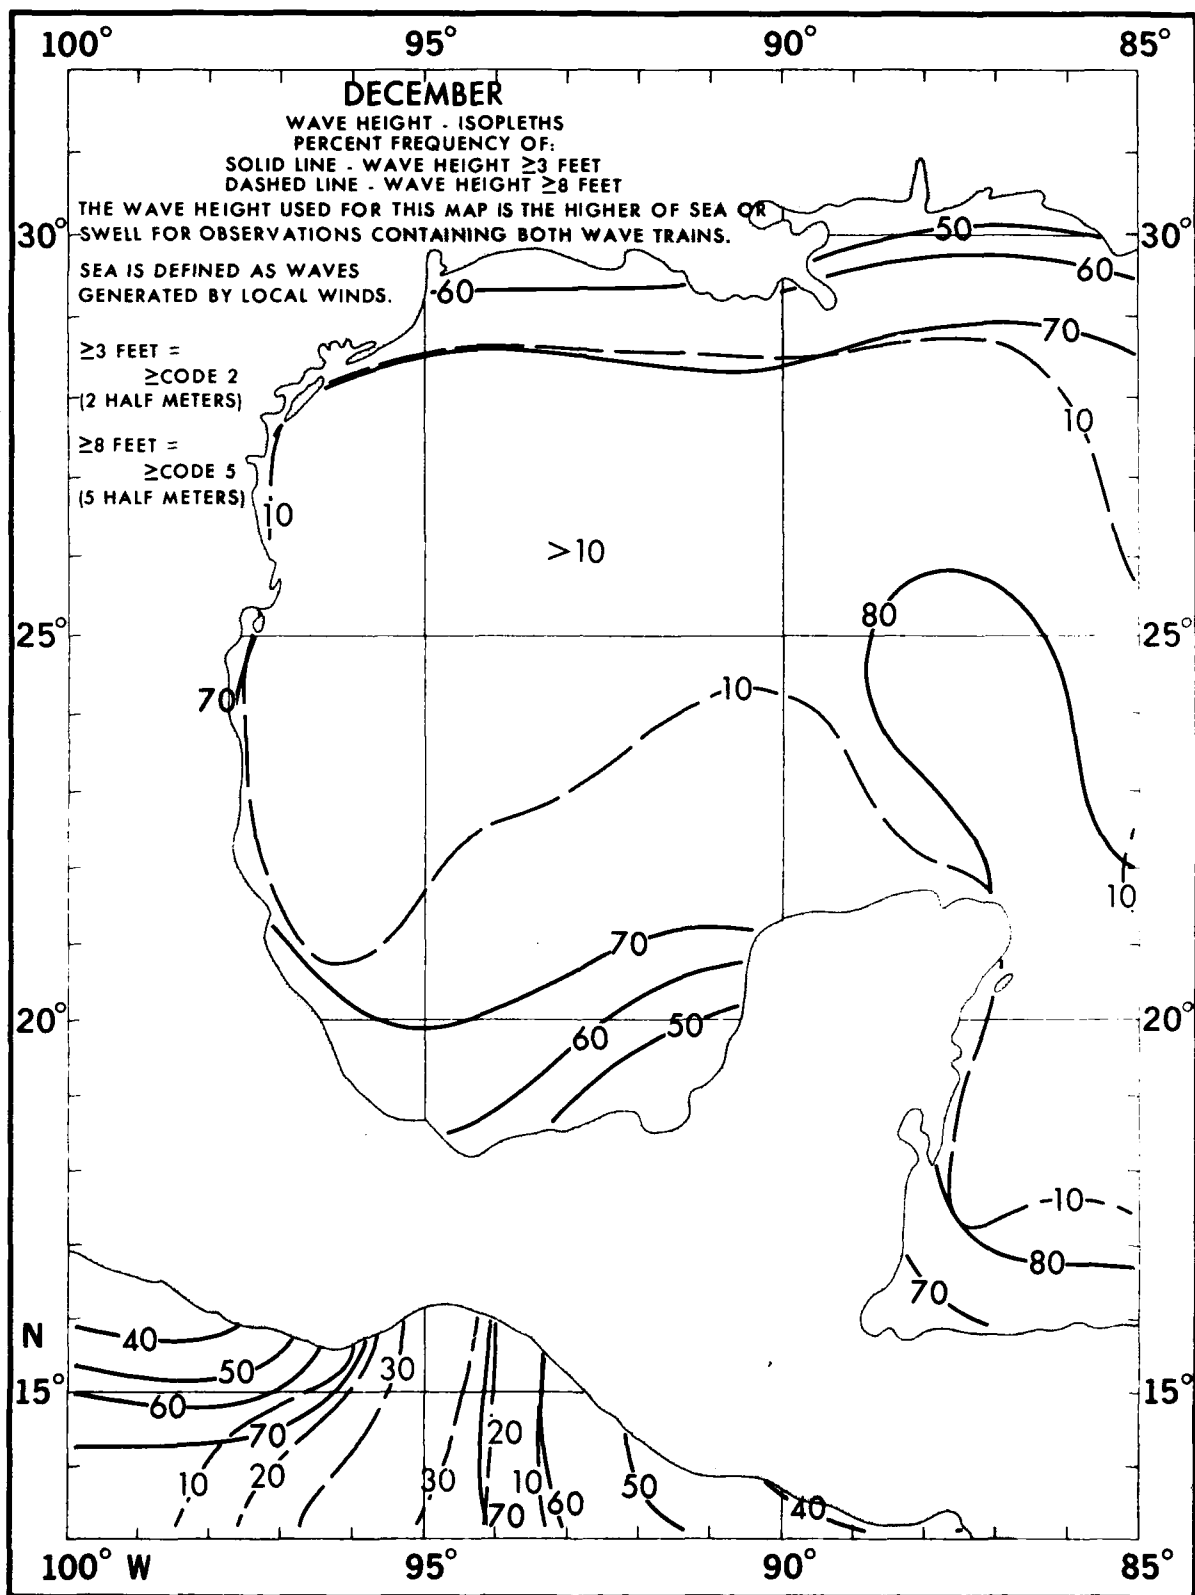 100° 95° 90° 85°
DECEMBER
WAVE HEIGHT - ISOPLETHS
PERCENT FREQUENCY OF:
SOLID LINE - WAVE HEIGHT ≥3 FEET
DASHED LINE - WAVE HEIGHT ≥8 FEET
THE WAVE HEIGHT USED FOR THIS MAP IS THE HIGHER OF SEA OR
30° SWELL FOR OBSERVATIONS CONTAINING BOTH WAVE TRAINS. 50 30°
SEA IS DEFINED AS WAVES 60
GENERATED BY LOCAL WINDS. 60
70
≥3 FEET =
≥CODE 2
(2 HALF METERS)
10
≥8 FEET =
≥CODE 5
(5 HALF METERS)
10
>10
80
25° 25°
10
70
10
70
20° 60 50 20°
10
80
70
N 40
50 30
15° 60 15°
70 20
10 20 30 10 50
70 60 40
100° W 95° 90° 85°